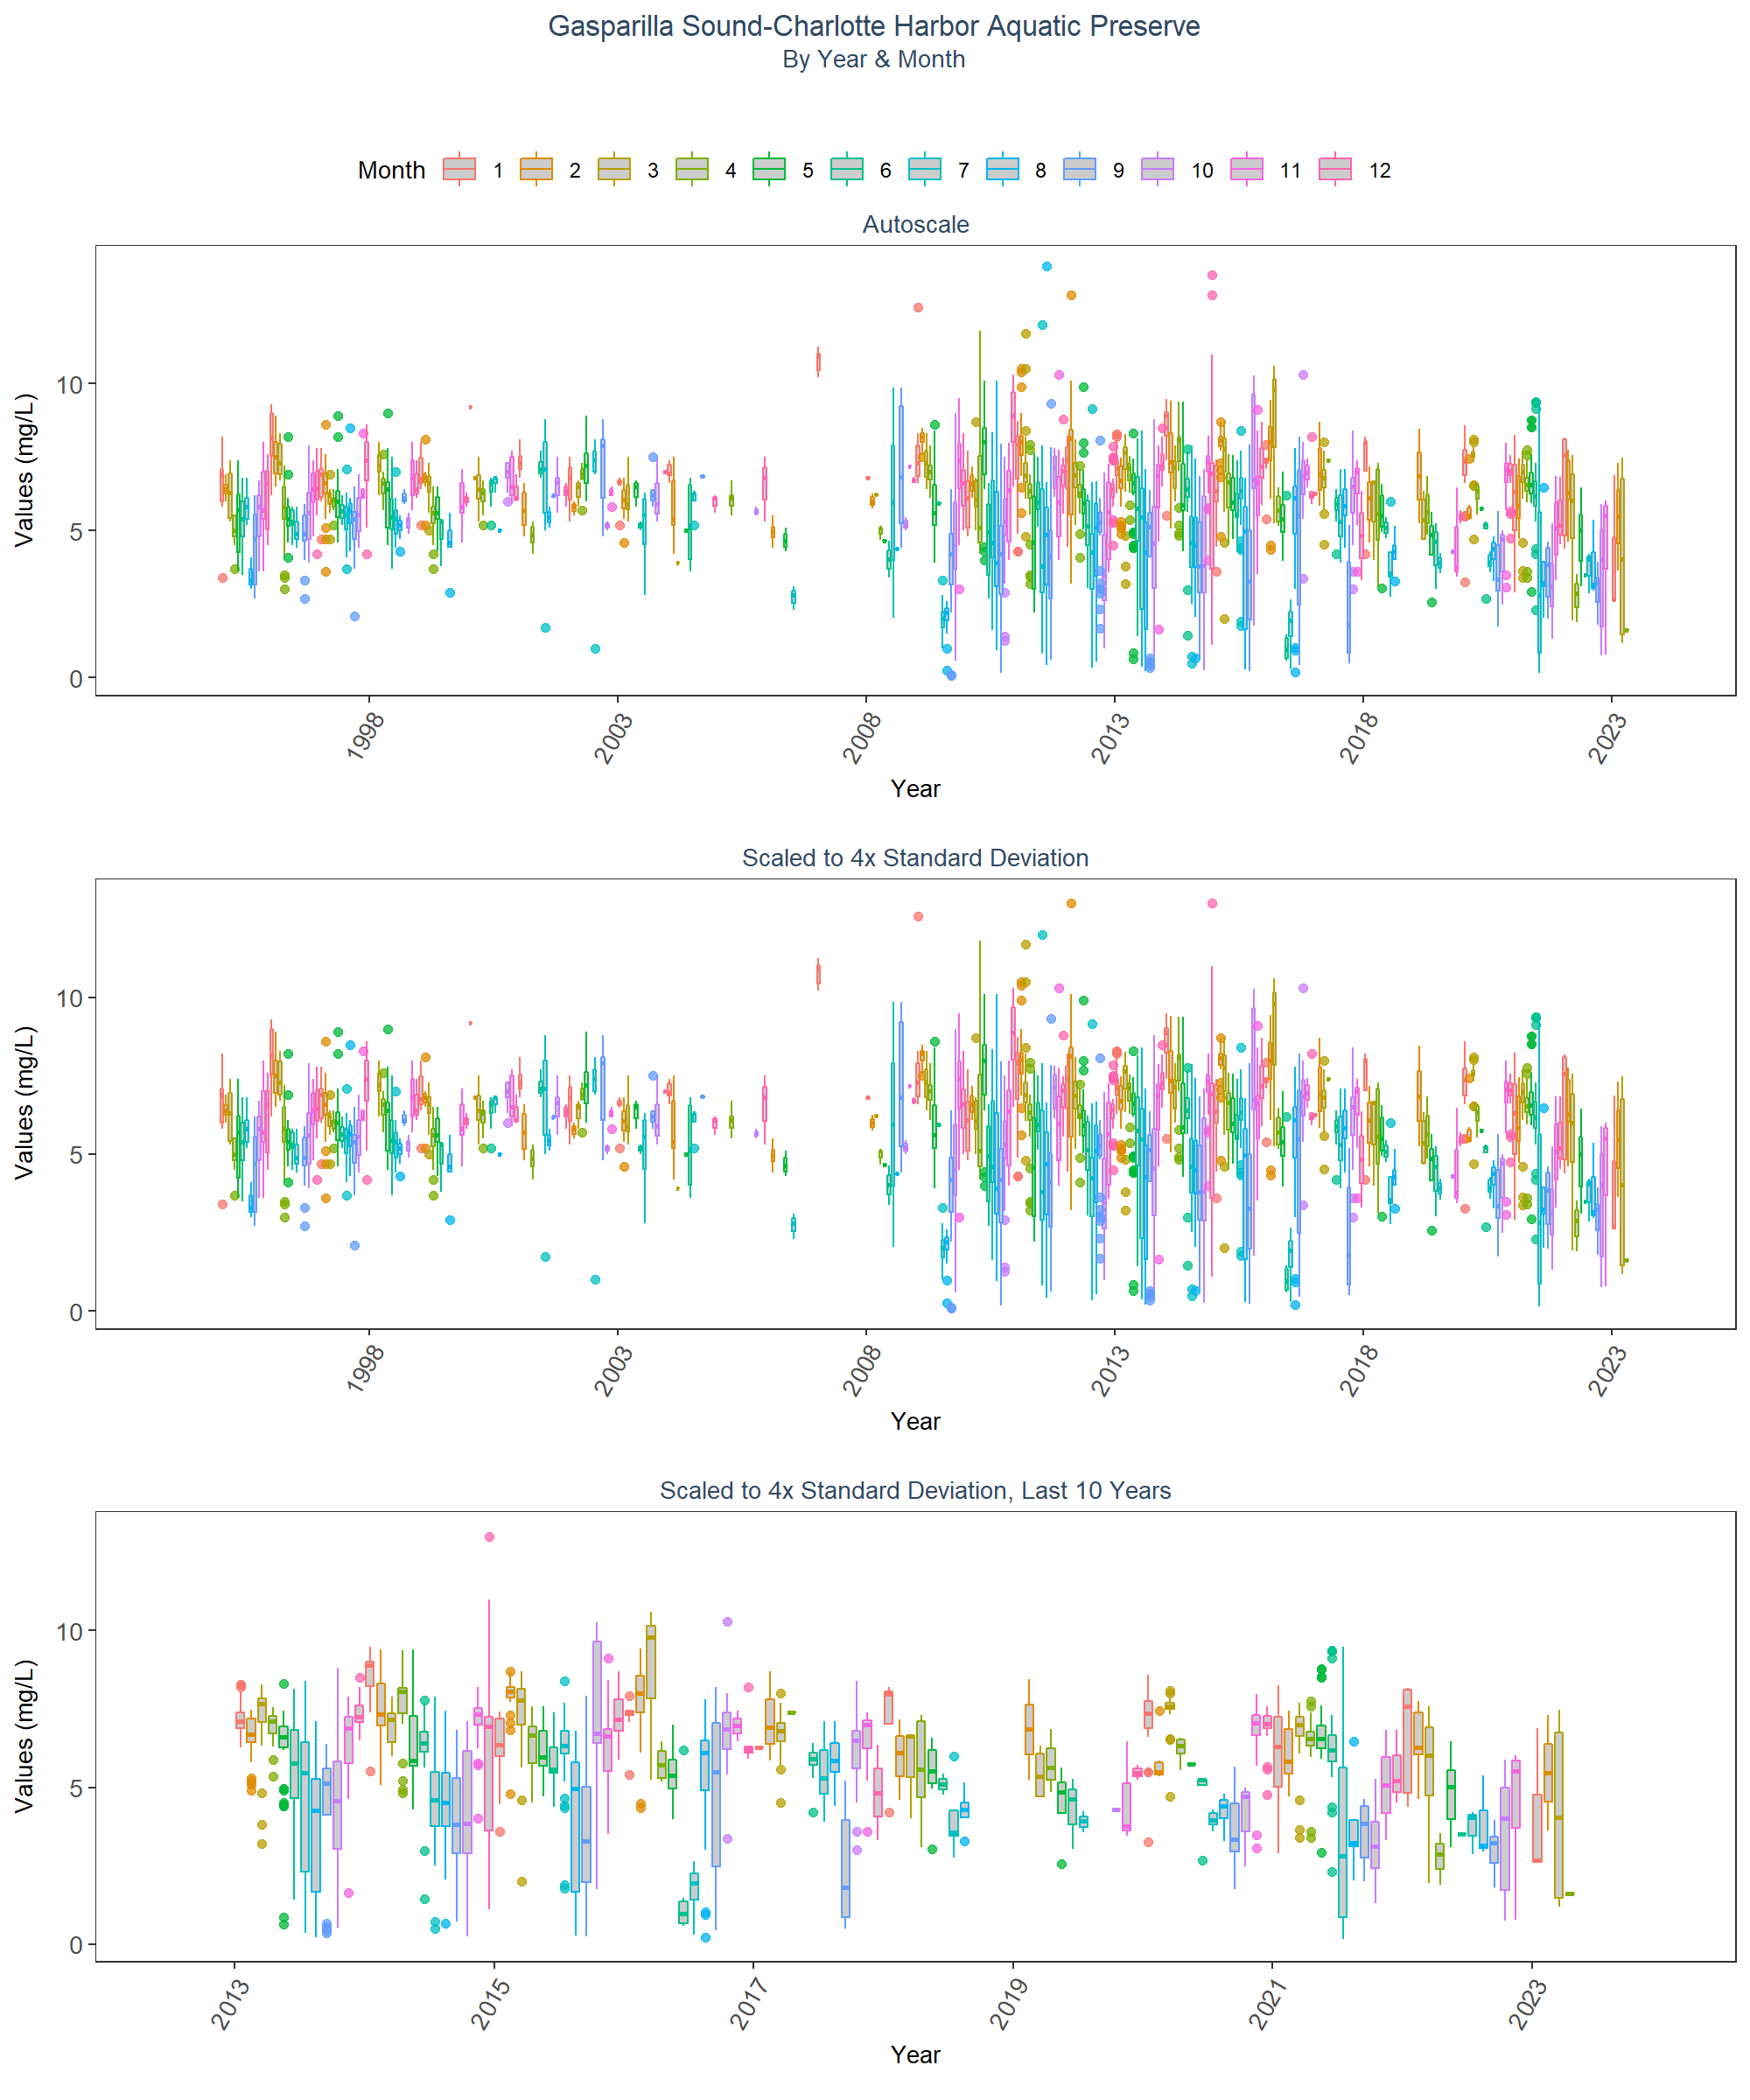 Gasparilla Sound-Charlotte Harbor Aquatic Preserve
By Year & Month
Month 1 2 3 4 5 6 7 8 9 10 11 12
Autoscale
Values (mg/L)
10
5
0
1998 2003 2008 2013 2018 2023
Year
Scaled to 4x Standard Deviation
Values (mg/L)
10
5
0
1998 2003 2008 2013 2018 2023
Year
Scaled to 4x Standard Deviation, Last 10 Years
Values (mg/L)
10
5
0
2013 2015 2017 2019 2021 2023
Year